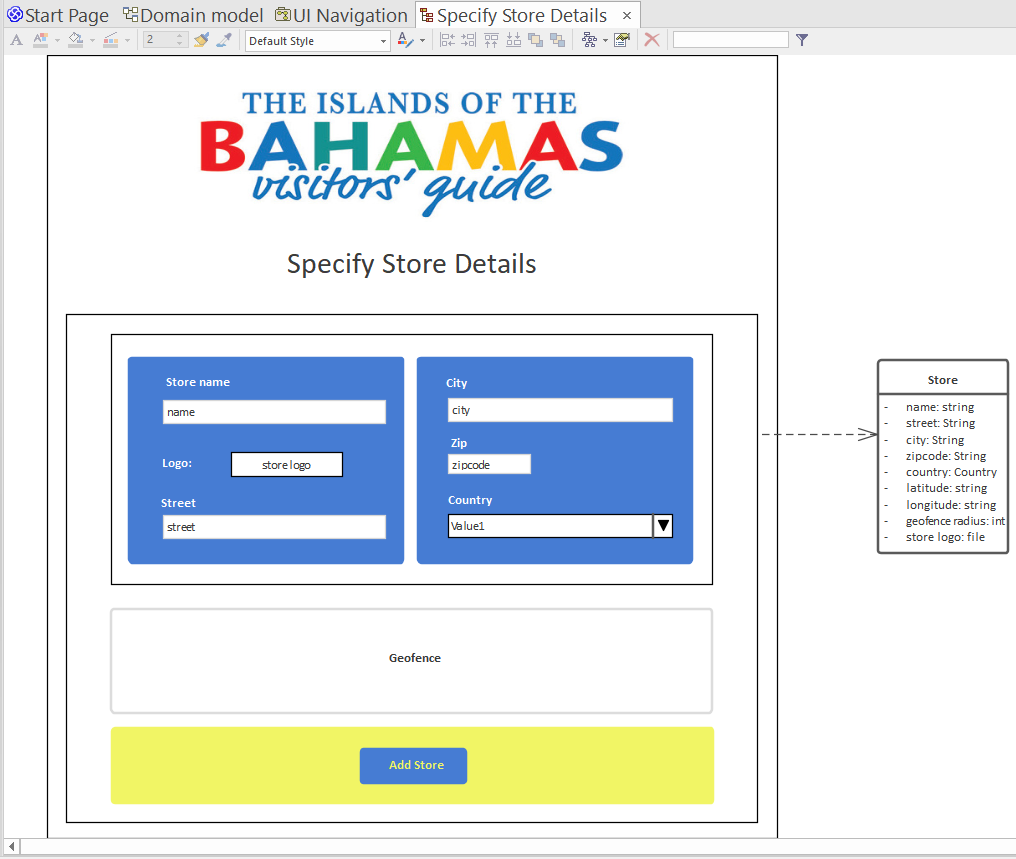 Start Page Domain model UI Navigation Specify Store Details ×
A 2 Default Style A
THE ISLANDS OF THE
BAHAMAS
visitors' guide
Specify Store Details
Store name
name
Logo: store logo
Street
street
City
city
Zip
zipcode
Country
Value1
Geofence
Add Store
Store
- name: string
- street: String
- city: String
- zipcode: String
- country: Country
- latitude: string
- longitude: string
- geofence radius: int
- store logo: file